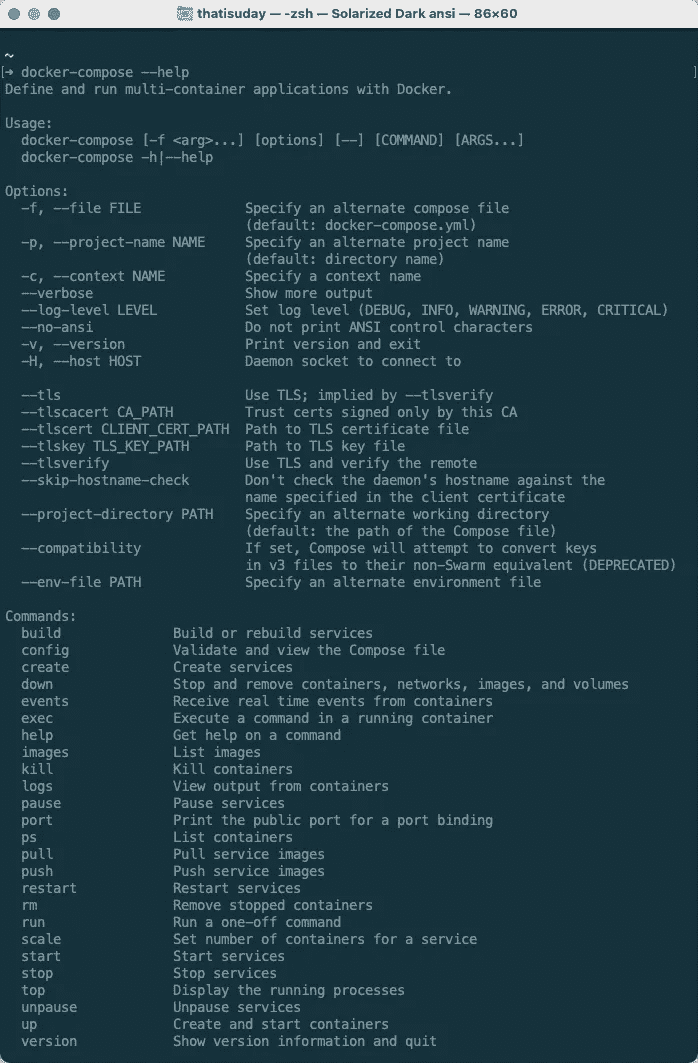 thatisuday — -zsh — Solarized Dark ansi — 86×60
~
[➜ docker-compose --help ]
Define and run multi-container applications with Docker.

Usage:
  docker-compose [-f <arg>...] [options] [--] [COMMAND] [ARGS...]
  docker-compose -h|--help

Options:
  -f, --file FILE             Specify an alternate compose file
                              (default: docker-compose.yml)
  -p, --project-name NAME     Specify an alternate project name
                              (default: directory name)
  -c, --context NAME          Specify a context name
  --verbose                   Show more output
  --log-level LEVEL           Set log level (DEBUG, INFO, WARNING, ERROR, CRITICAL)
  --no-ansi                   Do not print ANSI control characters
  -v, --version               Print version and exit
  -H, --host HOST             Daemon socket to connect to

  --tls                       Use TLS; implied by --tlsverify
  --tlscacert CA_PATH         Trust certs signed only by this CA
  --tlscert CLIENT_CERT_PATH  Path to TLS certificate file
  --tlskey TLS_KEY_PATH       Path to TLS key file
  --tlsverify                 Use TLS and verify the remote
  --skip-hostname-check       Don't check the daemon's hostname against the
                              name specified in the client certificate
  --project-directory PATH    Specify an alternate working directory
                              (default: the path of the Compose file)
  --compatibility             If set, Compose will attempt to convert keys
                              in v3 files to their non-Swarm equivalent (DEPRECATED)
  --env-file PATH             Specify an alternate environment file

Commands:
  build              Build or rebuild services
  config             Validate and view the Compose file
  create             Create services
  down               Stop and remove containers, networks, images, and volumes
  events             Receive real time events from containers
  exec               Execute a command in a running container
  help               Get help on a command
  images             List images
  kill               Kill containers
  logs               View output from containers
  pause              Pause services
  port               Print the public port for a port binding
  ps                 List containers
  pull               Pull service images
  push               Push service images
  restart            Restart services
  rm                 Remove stopped containers
  run                Run a one-off command
  scale              Set number of containers for a service
  start              Start services
  stop               Stop services
  top                Display the running processes
  unpause            Unpause services
  up                 Create and start containers
  version            Show version information and quit